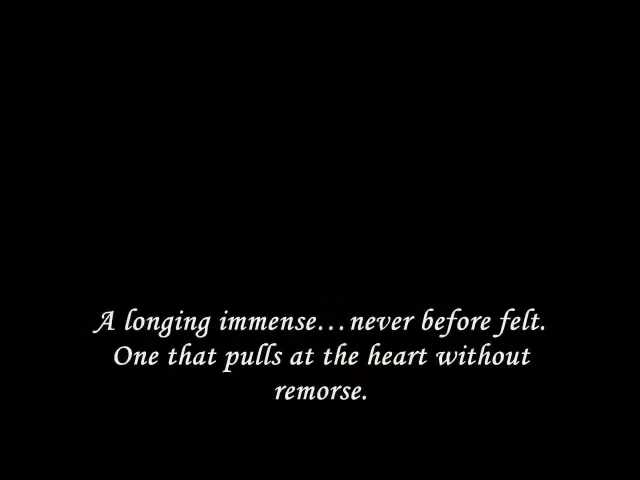 A longing immense…never before felt.
One that pulls at the heart without
remorse.